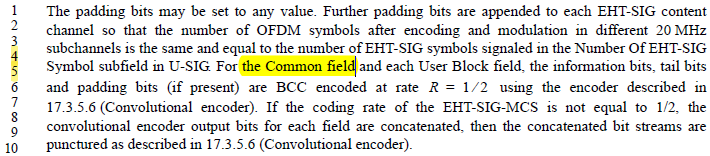 1 The padding bits may be set to any value. Further padding bits are appended to each EHT-SIG content
2 channel so that the number of OFDM symbols after encoding and modulation in different 20 MHz
3 subchannels is the same and equal to the number of EHT-SIG symbols signaled in the Number Of EHT-SIG
4
5 Symbol subfield in U-SIG. For the Common field and each User Block field, the information bits, tail bits
6 and padding bits (if present) are BCC encoded at rate R = 1/2 using the encoder described in
7 17.3.5.6 (Convolutional encoder). If the coding rate of the EHT-SIG-MCS is not equal to 1/2, the
8 convolutional encoder output bits for each field are concatenated, then the concatenated bit streams are
9
10 punctured as described in 17.3.5.6 (Convolutional encoder).